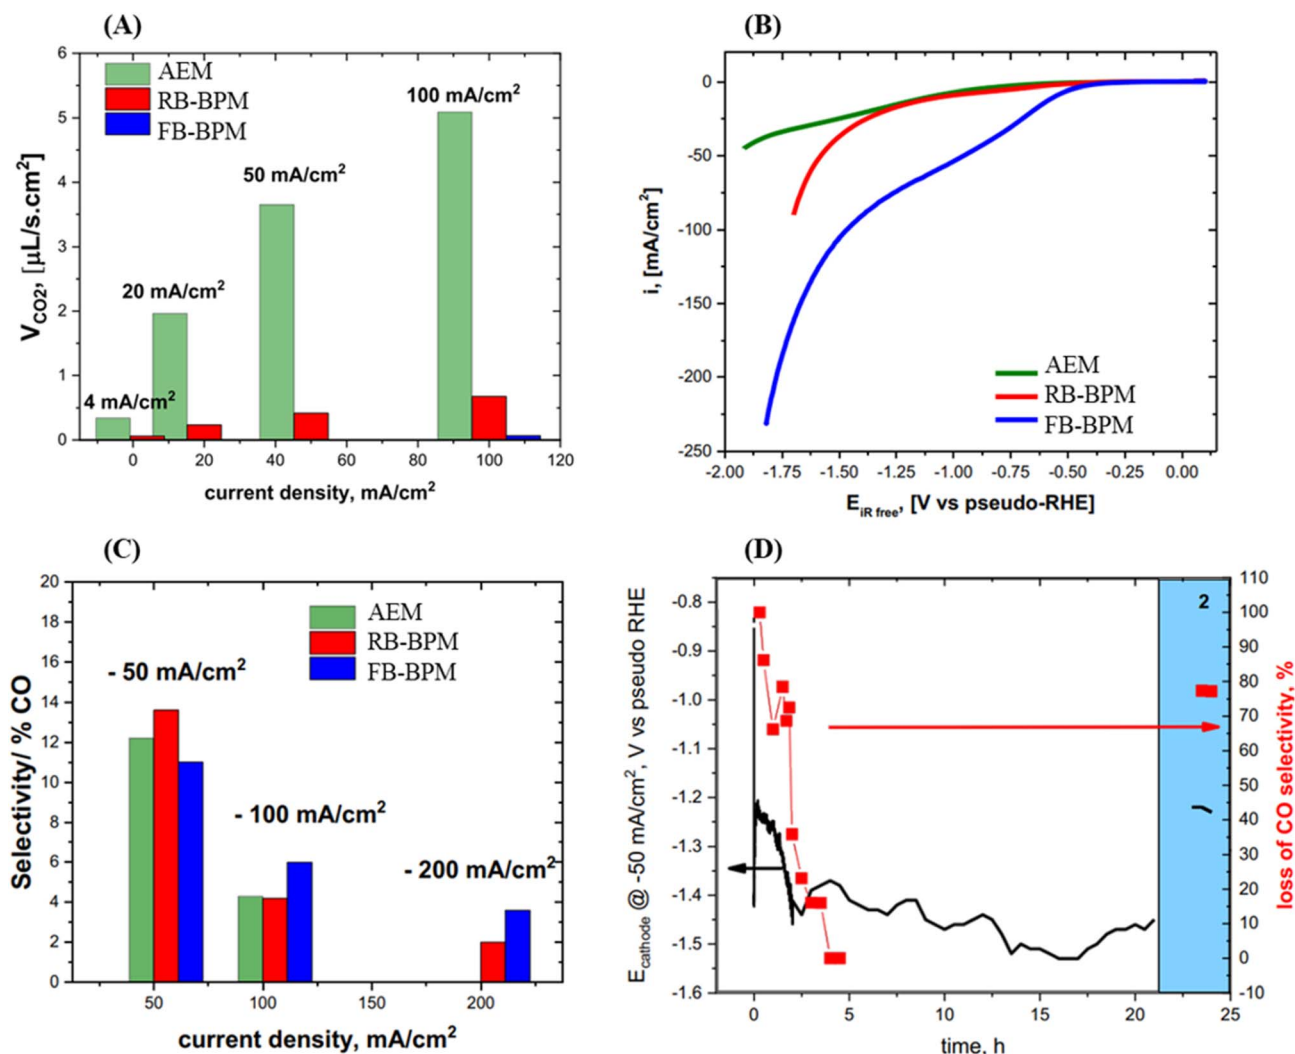 (A)
6
5
4
3
2
1
0
V_CO2, [µL/s.cm²]
AEM
RB-BPM
FB-BPM
4 mA/cm²
20 mA/cm²
50 mA/cm²
100 mA/cm²
0 20 40 60 80 100 120
current density, mA/cm²
(B)
0
-50
-100
-150
-200
-250
i, [mA/cm²]
AEM
RB-BPM
FB-BPM
-2.00 -1.75 -1.50 -1.25 -1.00 -0.75 -0.50 -0.25 0.00
E_iR free, [V vs pseudo-RHE]
(C)
20
18
16
14
12
10
8
6
4
2
0
Selectivity/ % CO
AEM
RB-BPM
FB-BPM
- 50 mA/cm²
- 100 mA/cm²
- 200 mA/cm²
50 100 150 200
current density, mA/cm²
(D)
-0.8
-0.9
-1.0
-1.1
-1.2
-1.3
-1.4
-1.5
-1.6
E_cathode @ -50 mA/cm², V vs pseudo RHE
2
110
100
90
80
70
60
50
40
30
20
10
0
-10
loss of CO selectivity, %
0 5 10 15 20 25
time, h